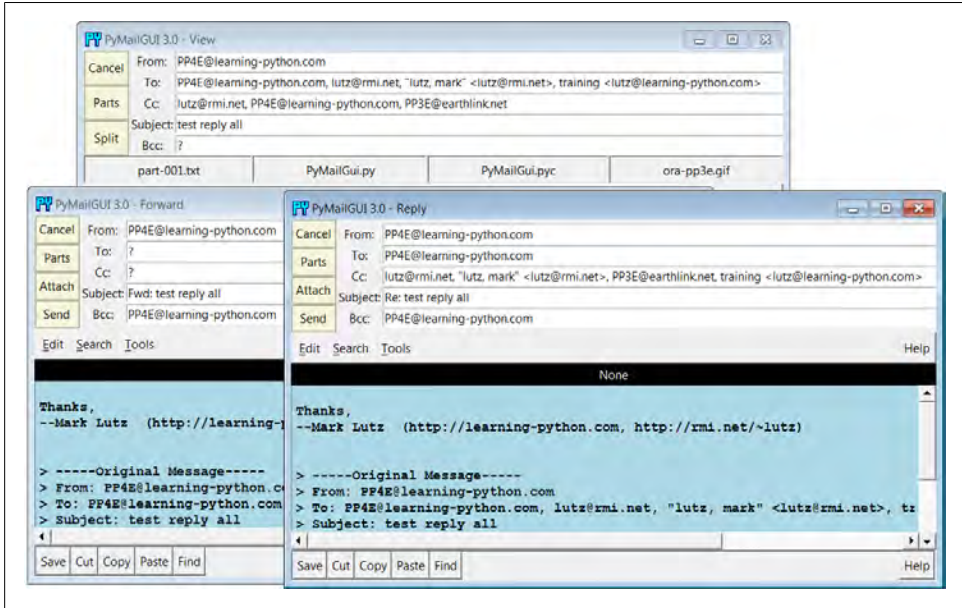 PyMailGUI 3.0 - View
Cancel From: PP4E@learning-python.com
To: PP4E@learning-python.com, lutz@rmi.net, "lutz, mark" <lutz@rmi.net>, training <lutz@learning-python.com>
Parts Cc: lutz@rmi.net, PP4E@learning-python.com, PP3E@earthlink.net
Subject: test reply all
Split Bcc: ?
part-001.txt PyMailGui.py PyMailGui.pyc ora-pp3e.gif
PyMailGUI 3.0 - Forward
Cancel From: PP4E@learning-python.com
Parts To: ?
Cc: ?
Attach Subject: Fwd: test reply all
Send Bcc: PP4E@learning-python.com
Edit Search Tools
Thanks,
--Mark Lutz (http://learning-
> -----Original Message-----
> From: PP4E@learning-python.c
> To: PP4E@learning-python.com
> Subject: test reply all
Save Cut Copy Paste Find
PyMailGUI 3.0 - Reply
Cancel From: PP4E@learning-python.com
Parts To: PP4E@learning-python.com
Cc: lutz@rmi.net, "lutz, mark" <lutz@rmi.net>, PP3E@earthlink.net, training <lutz@learning-python.com>
Attach Subject: Re: test reply all
Send Bcc: PP4E@learning-python.com
Edit Search Tools Help
None
Thanks,
--Mark Lutz (http://learning-python.com, http://rmi.net/~lutz)
> -----Original Message-----
> From: PP4E@learning-python.com
> To: PP4E@learning-python.com, lutz@rmi.net, "lutz, mark" <lutz@rmi.net>, tr
> Subject: test reply all
Save Cut Copy Paste Find Help